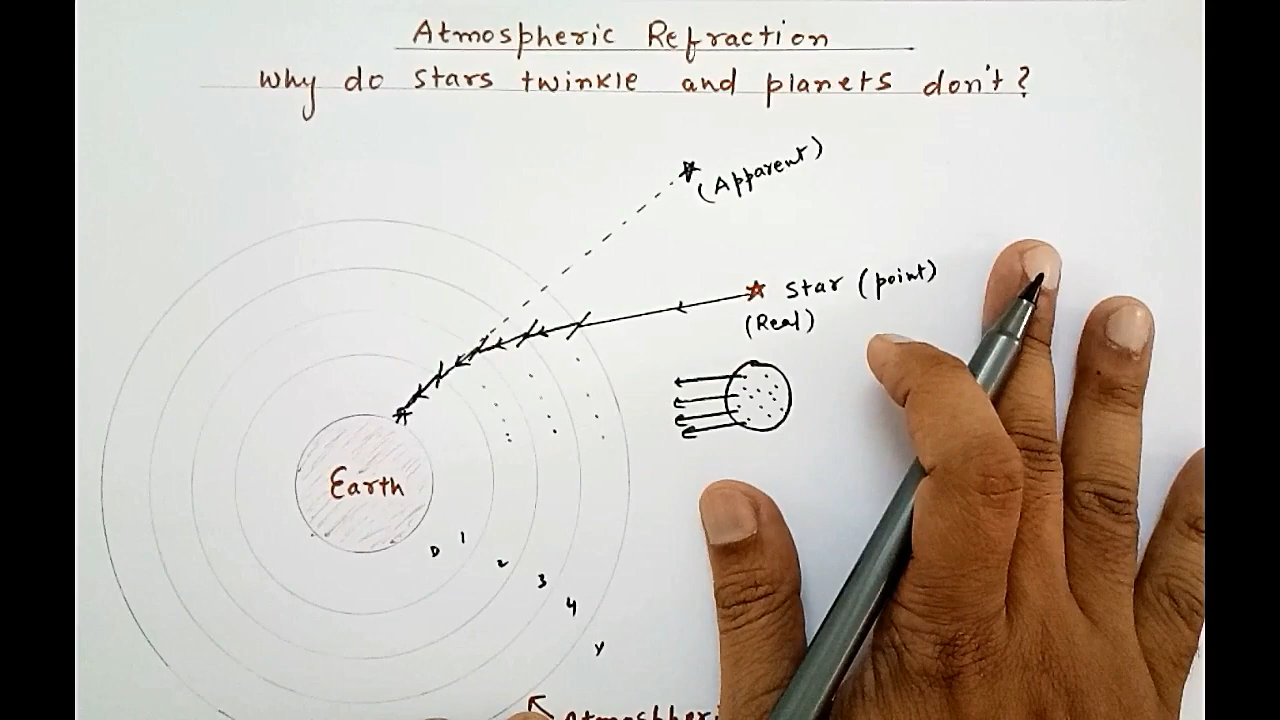 Atmospheric Refraction
why do stars twinkle and planets don't?
(Apparent)
Star (point)
(Real)
Earth
D 1
2
3
4
y